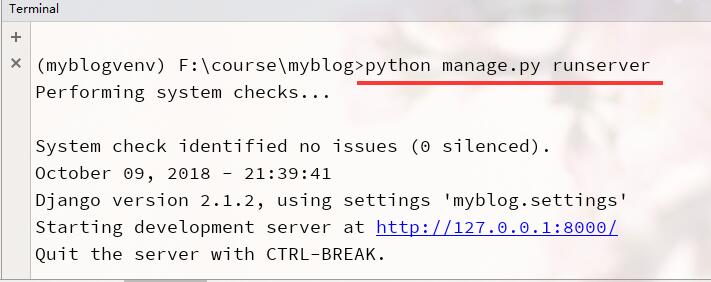 Terminal
(myblogvenv) F:\course\myblog>python manage.py runserver
Performing system checks...
System check identified no issues (0 silenced).
October 09, 2018 - 21:39:41
Django version 2.1.2, using settings 'myblog.settings'
Starting development server at http://127.0.0.1:8000/
Quit the server with CTRL-BREAK.